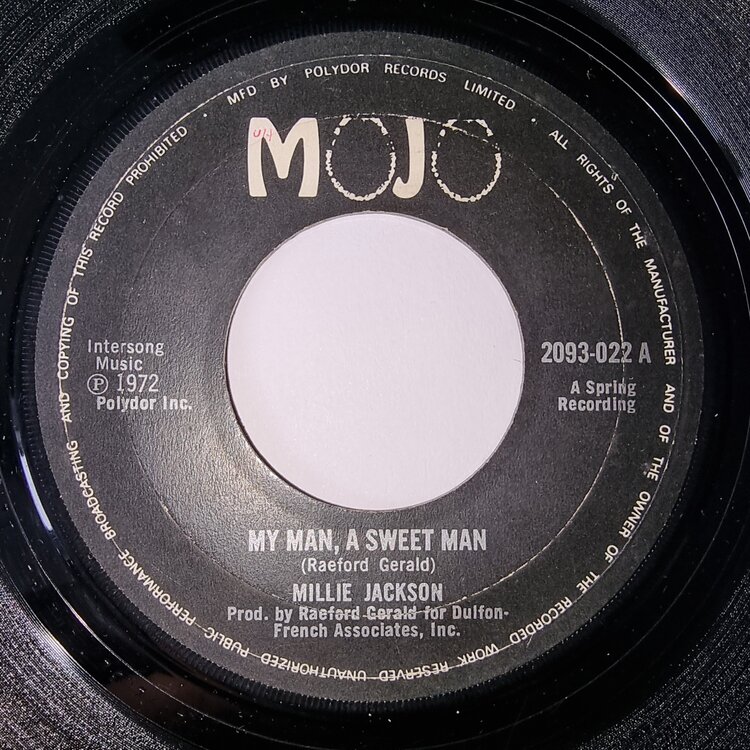 MFD BY POLYDOR RECORDS LIMITED • ALL RIGHTS OF THE MANUFACTURER AND OF THE OWNER OF THE RECORDED WORK RESERVED UNAUTHORIZED PUBLIC PERFORMANCE BROADCASTING AND COPYING OF THIS RECORD PROHIBITED •
MOJO
Intersong
Music
℗ 1972
Polydor Inc.
2093-022 A
A Spring
Recording
MY MAN, A SWEET MAN
(Raeford Gerald)
MILLIE JACKSON
Prod. by Raeford Gerald for Dulfon-
French Associates, Inc.